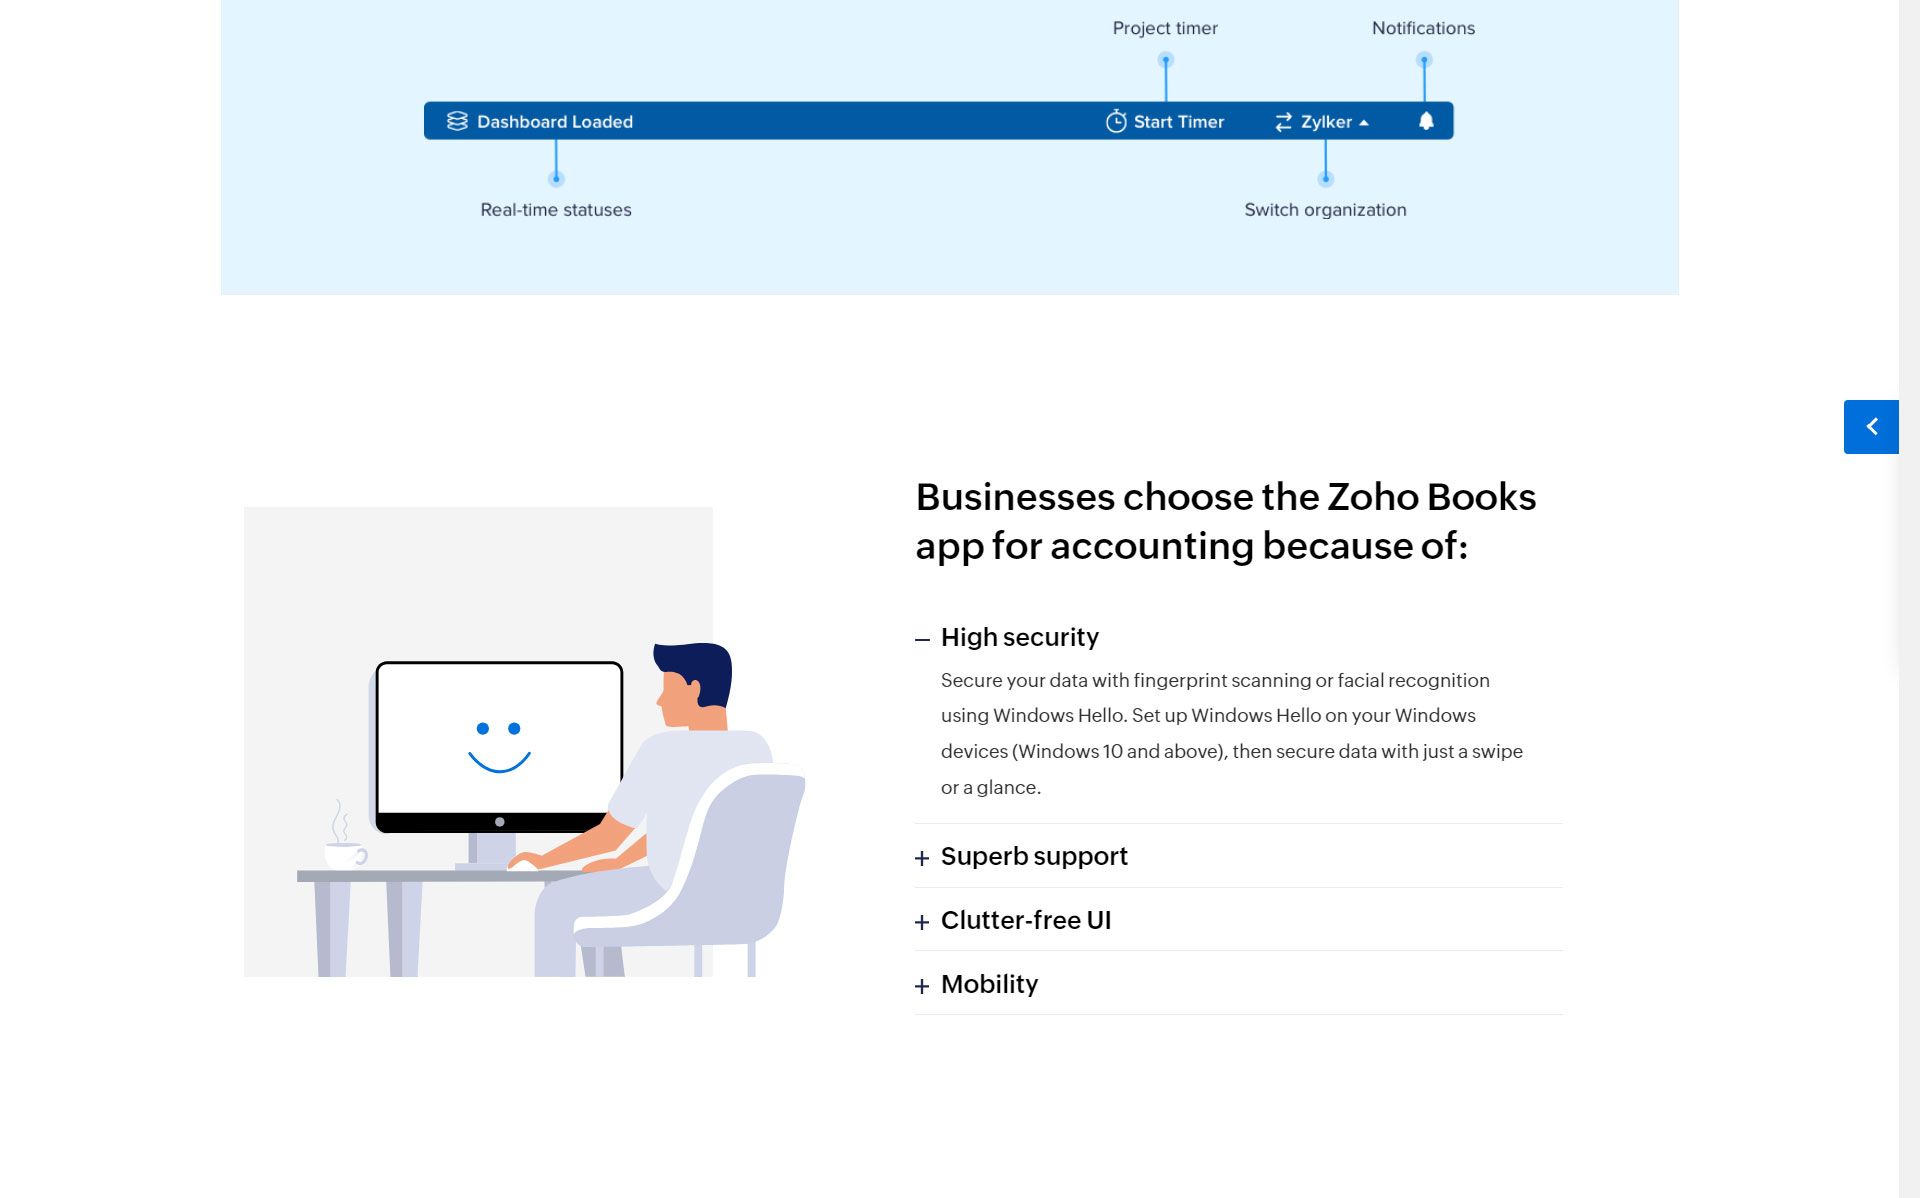 Project timer
Notifications
Dashboard Loaded
Start Timer
Zylker
Real-time statuses
Switch organization
Businesses choose the Zoho Books
app for accounting because of:
High security
Secure your data with fingerprint scanning or facial recognition
using Windows Hello. Set up Windows Hello on your Windows
devices (Windows 10 and above), then secure data with just a swipe
or a glance.
Superb support
Clutter-free UI
Mobility